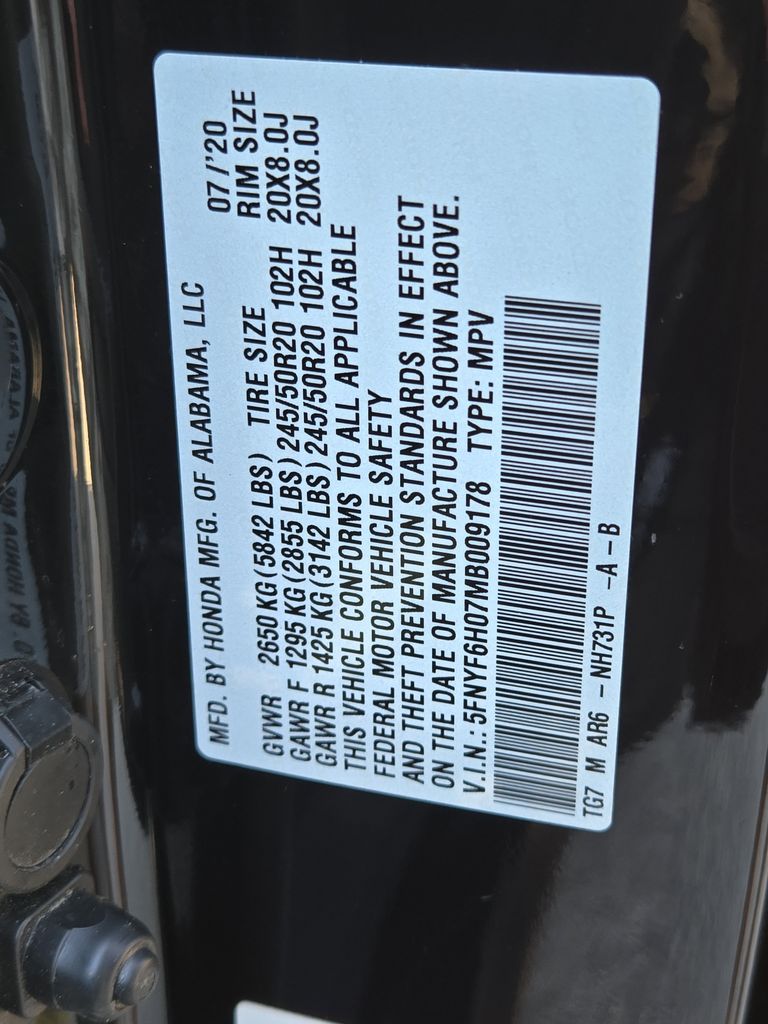 MFD. BY HONDA MFG. OF ALABAMA, LLC 07/'20
GVWR 2650 KG(5842 LBS) TIRE SIZE RIM SIZE
GAWR F 1295 KG(2855 LBS)245/50R20 102H 20X8.0J
GAWR R 1425 KG(3142 LBS)245/50R20 102H 20X8.0J
THIS VEHICLE CONFORMS TO ALL APPLICABLE
FEDERAL MOTOR VEHICLE SAFETY
AND THEFT PREVENTION STANDARDS IN EFFECT
ON THE DATE OF MANUFACTURE SHOWN ABOVE.
V.I.N.: 5FNYF6H07MB009178 TYPE: MPV
TG7 M AR6 - NH731P -A-B